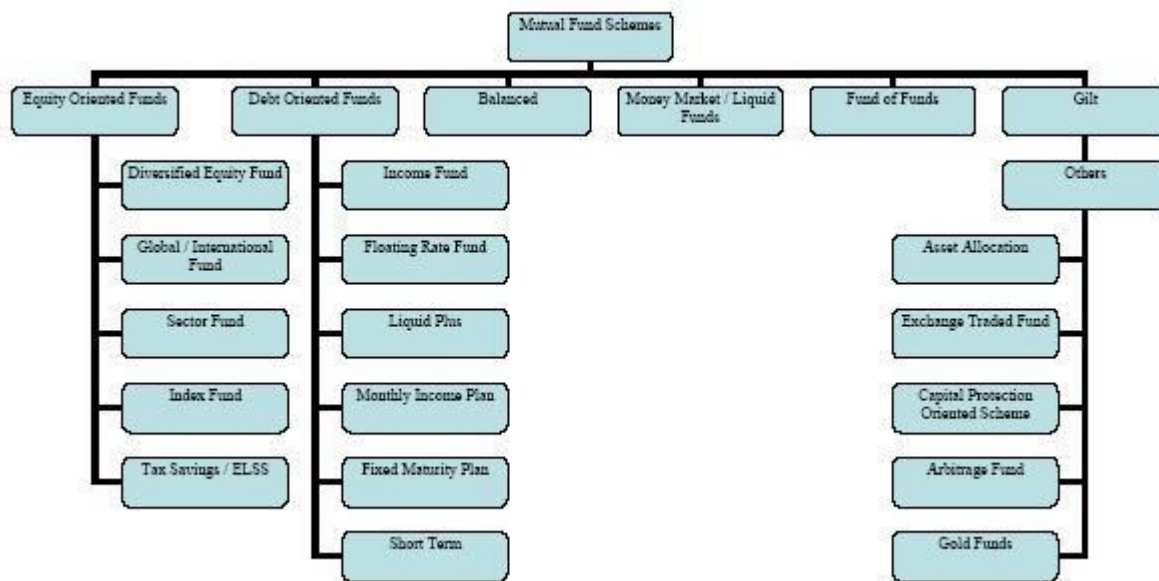 Mutual Fund Schemes
Equity Oriented Funds
Debt Oriented Funds
Balanced
Money Market / Liquid
Funds
Fund of Funds
Gilt
Diversified Equity Fund
Income Fund
Others
Global / International
Fund
Floating Rate Fund
Asset Allocation
Sector Fund
Liquid Plus
Exchange Traded Fund
Index Fund
Monthly Income Plan
Capital Protection
Oriented Scheme
Tax Savings / ELSS
Fixed Maturity Plan
Arbitrage Fund
Short Term
Gold Funds